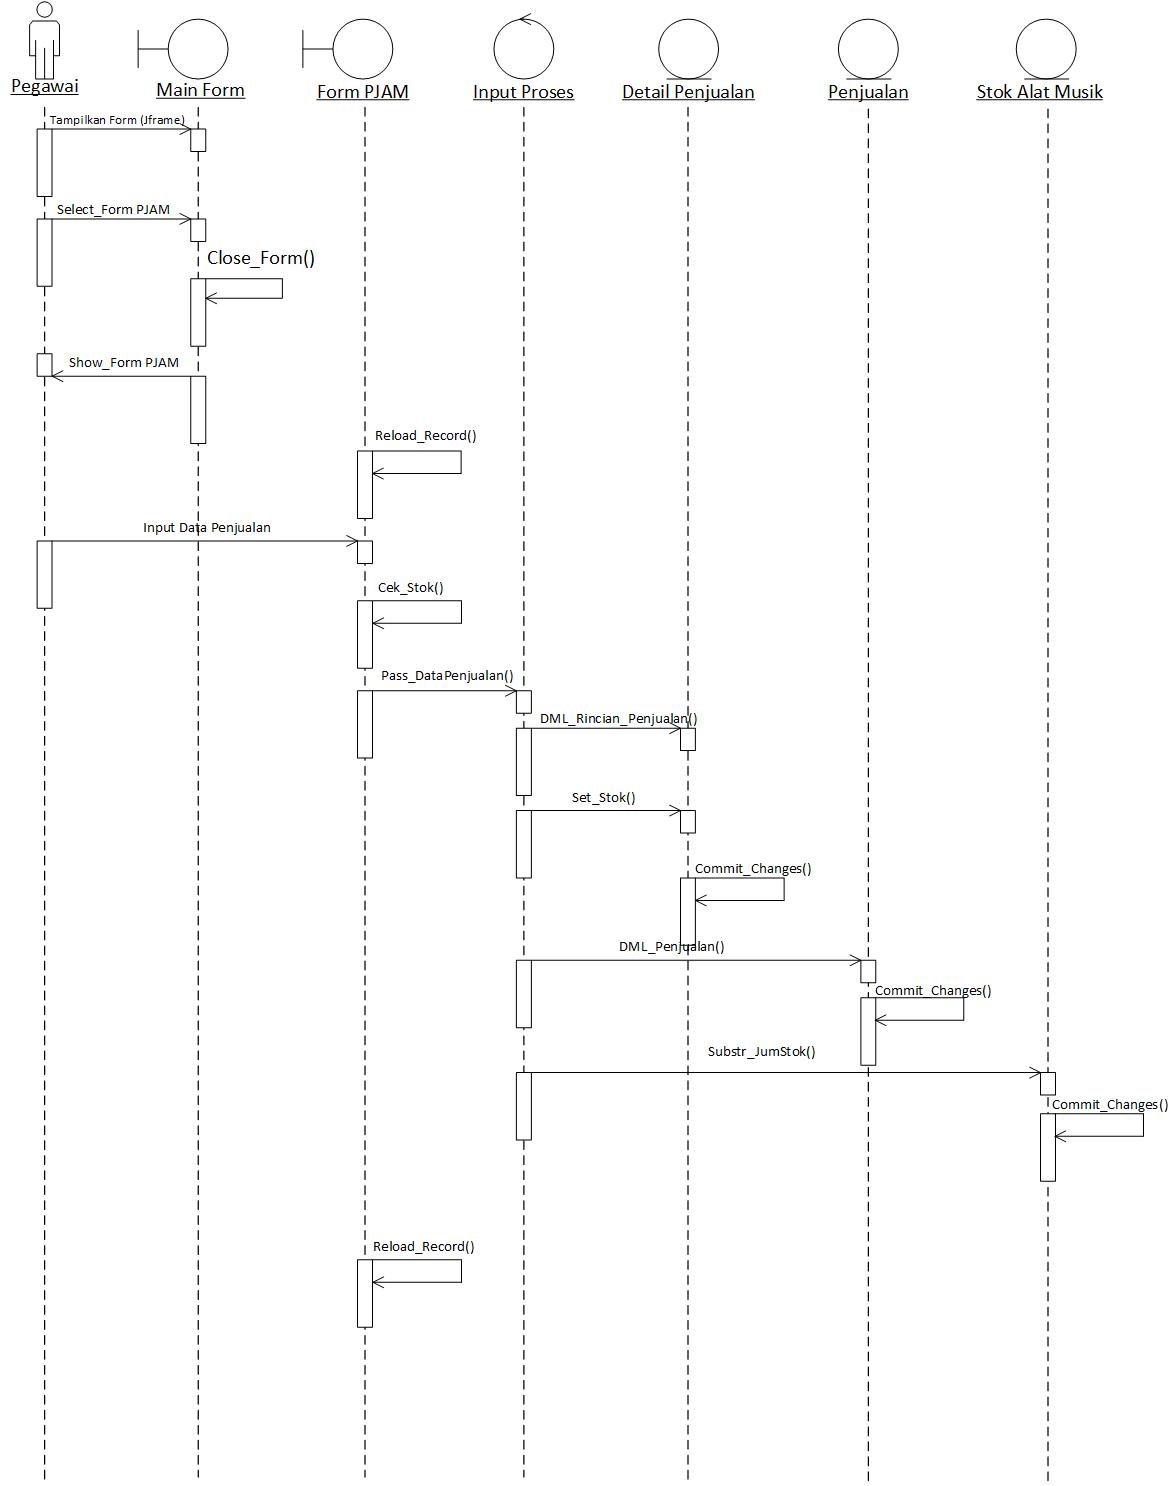 Pegawai
Main Form
Form PJAM
Input Proses
Detail Penjualan
Penjualan
Stok Alat Musik
Tampilkan Form (Jframe)
Select_Form PJAM
Close_Form()
Show_Form PJAM
Reload_Record()
Input Data Penjualan
Cek_Stok()
Pass_DataPenjualan()
DML_Rincian_Penjualan()
Set_Stok()
Commit_Changes()
DML_Penjualan()
Commit_Changes()
Substr_JumStok()
Commit_Changes()
Reload_Record()